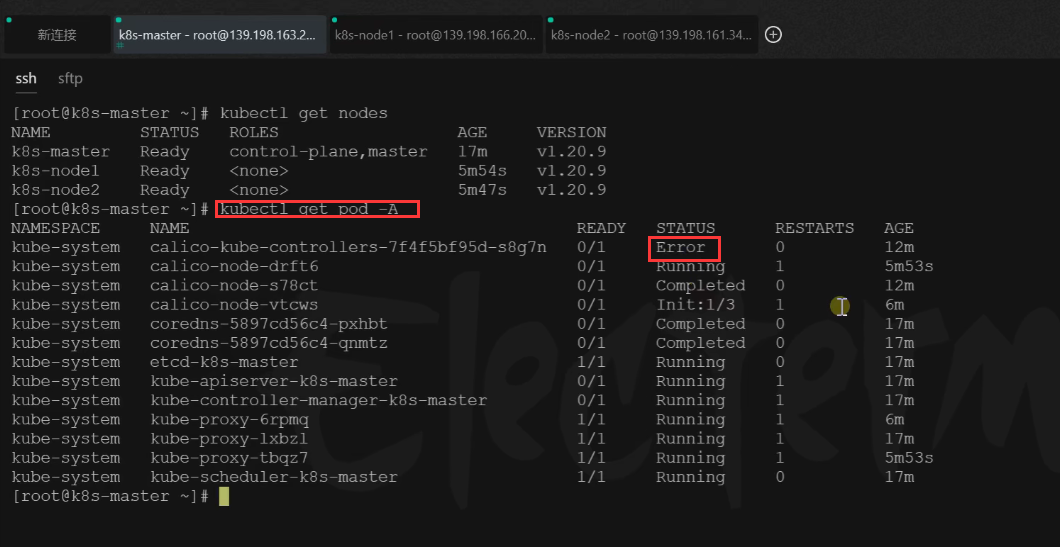 新连接
k8s-master - root@139.198.163.2...
k8s-node1 - root@139.198.166.20...
k8s-node2 - root@139.198.161.34...
ssh sftp
[root@k8s-master ~]# kubectl get nodes
NAME STATUS ROLES AGE VERSION
k8s-master Ready control-plane,master 17m v1.20.9
k8s-node1 Ready <none> 5m54s v1.20.9
k8s-node2 Ready <none> 5m47s v1.20.9
[root@k8s-master ~]# kubectl get pod -A
NAMESPACE NAME READY STATUS RESTARTS AGE
kube-system calico-kube-controllers-7f4f5bf95d-s8g7n 0/1 Error 0 12m
kube-system calico-node-drft6 0/1 Running 1 5m53s
kube-system calico-node-s78ct 0/1 Completed 0 12m
kube-system calico-node-vtcws 0/1 Init:1/3 1 6m
kube-system coredns-5897cd56c4-pxhbt 0/1 Completed 0 17m
kube-system coredns-5897cd56c4-qnmtz 0/1 Completed 0 17m
kube-system etcd-k8s-master 1/1 Running 0 17m
kube-system kube-apiserver-k8s-master 0/1 Running 1 17m
kube-system kube-controller-manager-k8s-master 0/1 Running 1 17m
kube-system kube-proxy-6rpmq 1/1 Running 1 6m
kube-system kube-proxy-lxbzl 1/1 Running 1 17m
kube-system kube-proxy-tbqz7 1/1 Running 1 5m53s
kube-system kube-scheduler-k8s-master 1/1 Running 0 17m
[root@k8s-master ~]#
Electerm